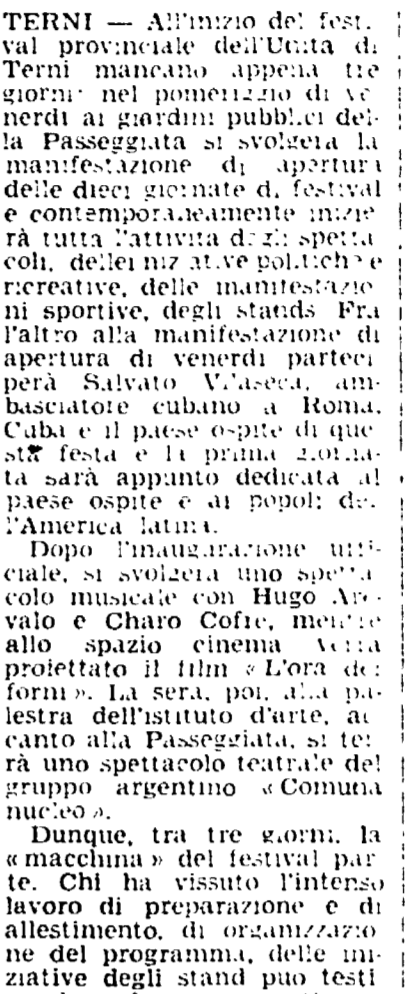 TERNI — All'inizio del festi-
val provinciale dell'Unità di
Terni mancano appena tre
giorni: nel pomeriggio di ve-
nerdì ai giardini pubblici del-
la Passeggiata si svolgerà la
manifestazione di apertura
delle dieci giornate di festival
e contemporaneamente inizie
rà tutta l'attività degli spetta
coli, delle iniziative politiche e
ricreative, delle manifestazio
ni sportive, degli stands. Fra
l'altro alla manifestazione di
apertura di venerdì parteci
perà Salvato am-
basciatore cubano a Roma.
Cuba è il paese ospite di que
sta festa e la prima giorna-
ta sarà appunto dedicata al
paese ospite e ai popoli del-
l'America latina.
Dopo l'inaugurazione uffi-
ciale, si svolgerà uno spetta
colo musicale con Hugo Are-
valo e Charo Cofre, mentre
allo spazio cinema verrà
proiettato il film «L'ora dei
forni». La sera, poi, alla pa-
lestra dell'istituto d'arte, ac
canto alla Passeggiata, si ter
rà uno spettacolo teatrale del
gruppo argentino «Comuna
nucleo».
Dunque, tra tre giorni, la
«macchina» del festival par
te. Chi ha vissuto l'intenso
lavoro di preparazione e di
allestimento, di organizzazio
ne del programma, delle ini-
ziative degli stand può testi